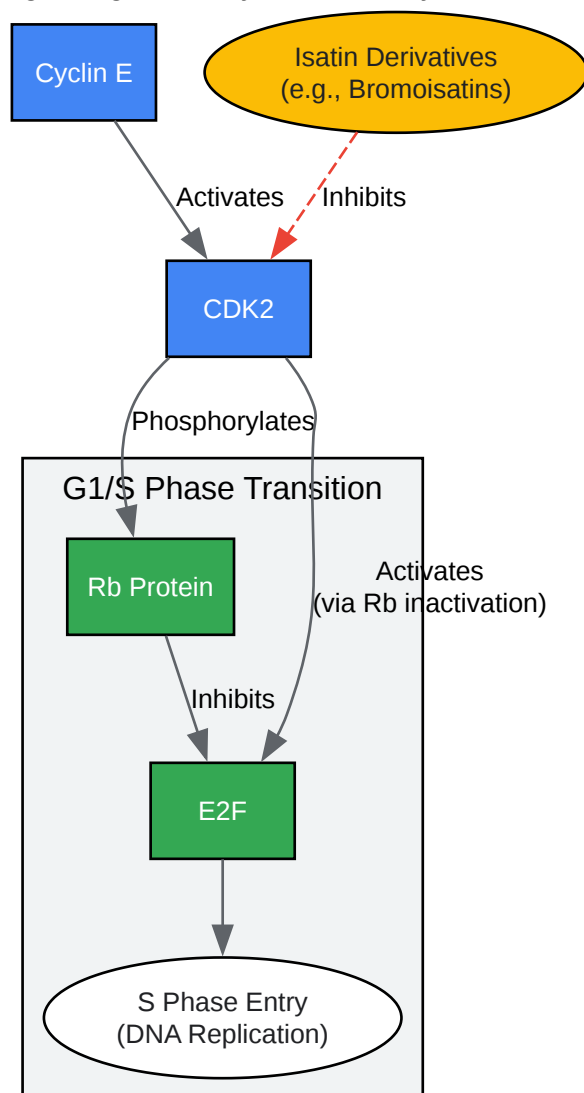 Cyclin E
Isatin Derivatives
(e.g., Bromoisatins)
Activates
Inhibits
CDK2
Phosphorylates
G1/S Phase Transition
Rb Protein
Activates
(via Rb inactivation)
Inhibits
E2F
S Phase Entry
(DNA Replication)